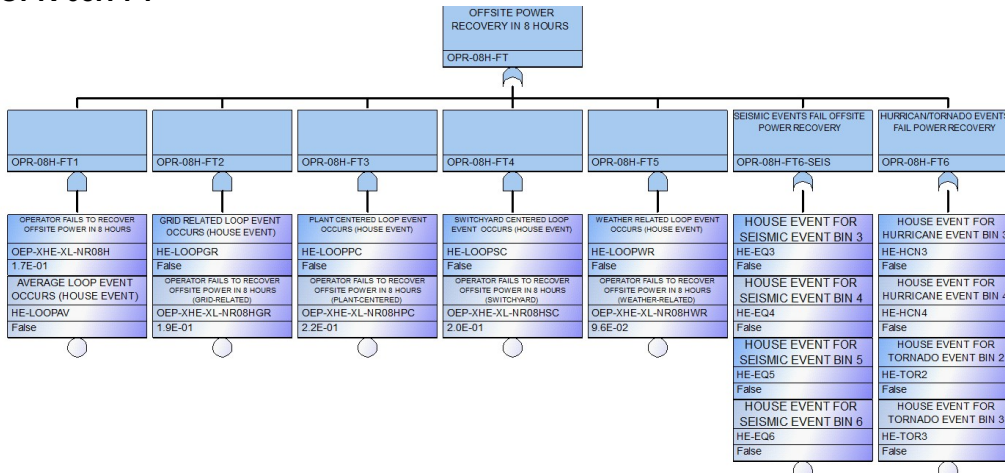 OFFSITE POWER
RECOVERY IN 8 HOURS
OPR-08H-FT
OPR-08H-FT1
OPR-08H-FT2
OPR-08H-FT3
OPR-08H-FT4
OPR-08H-FT5
SEISMIC EVENTS FAIL OFFSITE
POWER RECOVERY
OPR-08H-FT6-SEIS
HURRICAN/TORNADO EVENTS
FAIL POWER RECOVERY
OPR-08H-FT6
OPERATOR FAILS TO RECOVER
OFFSITE POWER IN 8 HOURS
OEP-XHE-XL-NR08H
1.7E-01
AVERAGE LOOP EVENT
OCCURS (HOUSE EVENT)
HE-LOOPAV
False
GRID RELATED LOOP EVENT
OCCURS (HOUSE EVENT)
HE-LOOPGR
False
OPERATOR FAILS TO RECOVER
OFFSITE POWER IN 8 HOURS
(GRID-RELATED)
OEP-XHE-XL-NR08HGR
1.9E-01
PLANT CENTERED LOOP EVENT
OCCURS (HOUSE EVENT)
HE-LOOPPC
False
OPERATOR FAILS TO RECOVER
OFFSITE POWER IN 8 HOURS
(PLANT-CENTERED)
OEP-XHE-XL-NR08HPC
2.2E-01
SWITCHYARD CENTERED LOOP
EVENT OCCURS (HOUSE EVENT)
HE-LOOPSC
False
OPERATOR FAILS TO RECOVER
OFFSITE POWER IN 8 HOURS
(SWITCHYARD)
OEP-XHE-XL-NR08HSC
2.0E-01
WEATHER RELATED LOOP EVENT
OCCURS (HOUSE EVENT)
HE-LOOPWR
False
OPERATOR FAILS TO RECOVER
OFFSITE POWER IN 8 HOURS
(WEATHER-RELATED)
OEP-XHE-XL-NR08HWR
9.6E-02
HOUSE EVENT FOR
SEISMIC EVENT BIN 3
HE-EQ3
False
HOUSE EVENT FOR
SEISMIC EVENT BIN 4
HE-EQ4
False
HOUSE EVENT FOR
SEISMIC EVENT BIN 5
HE-EQ5
False
HOUSE EVENT FOR
SEISMIC EVENT BIN 6
HE-EQ6
False
HOUSE EVENT FOR
HURRICANE EVENT BIN 3
HE-HCN3
False
HOUSE EVENT FOR
HURRICANE EVENT BIN 4
HE-HCN4
False
HOUSE EVENT FOR
TORNADO EVENT BIN 2
HE-TOR2
False
HOUSE EVENT FOR
TORNADO EVENT BIN 3
HE-TOR3
False